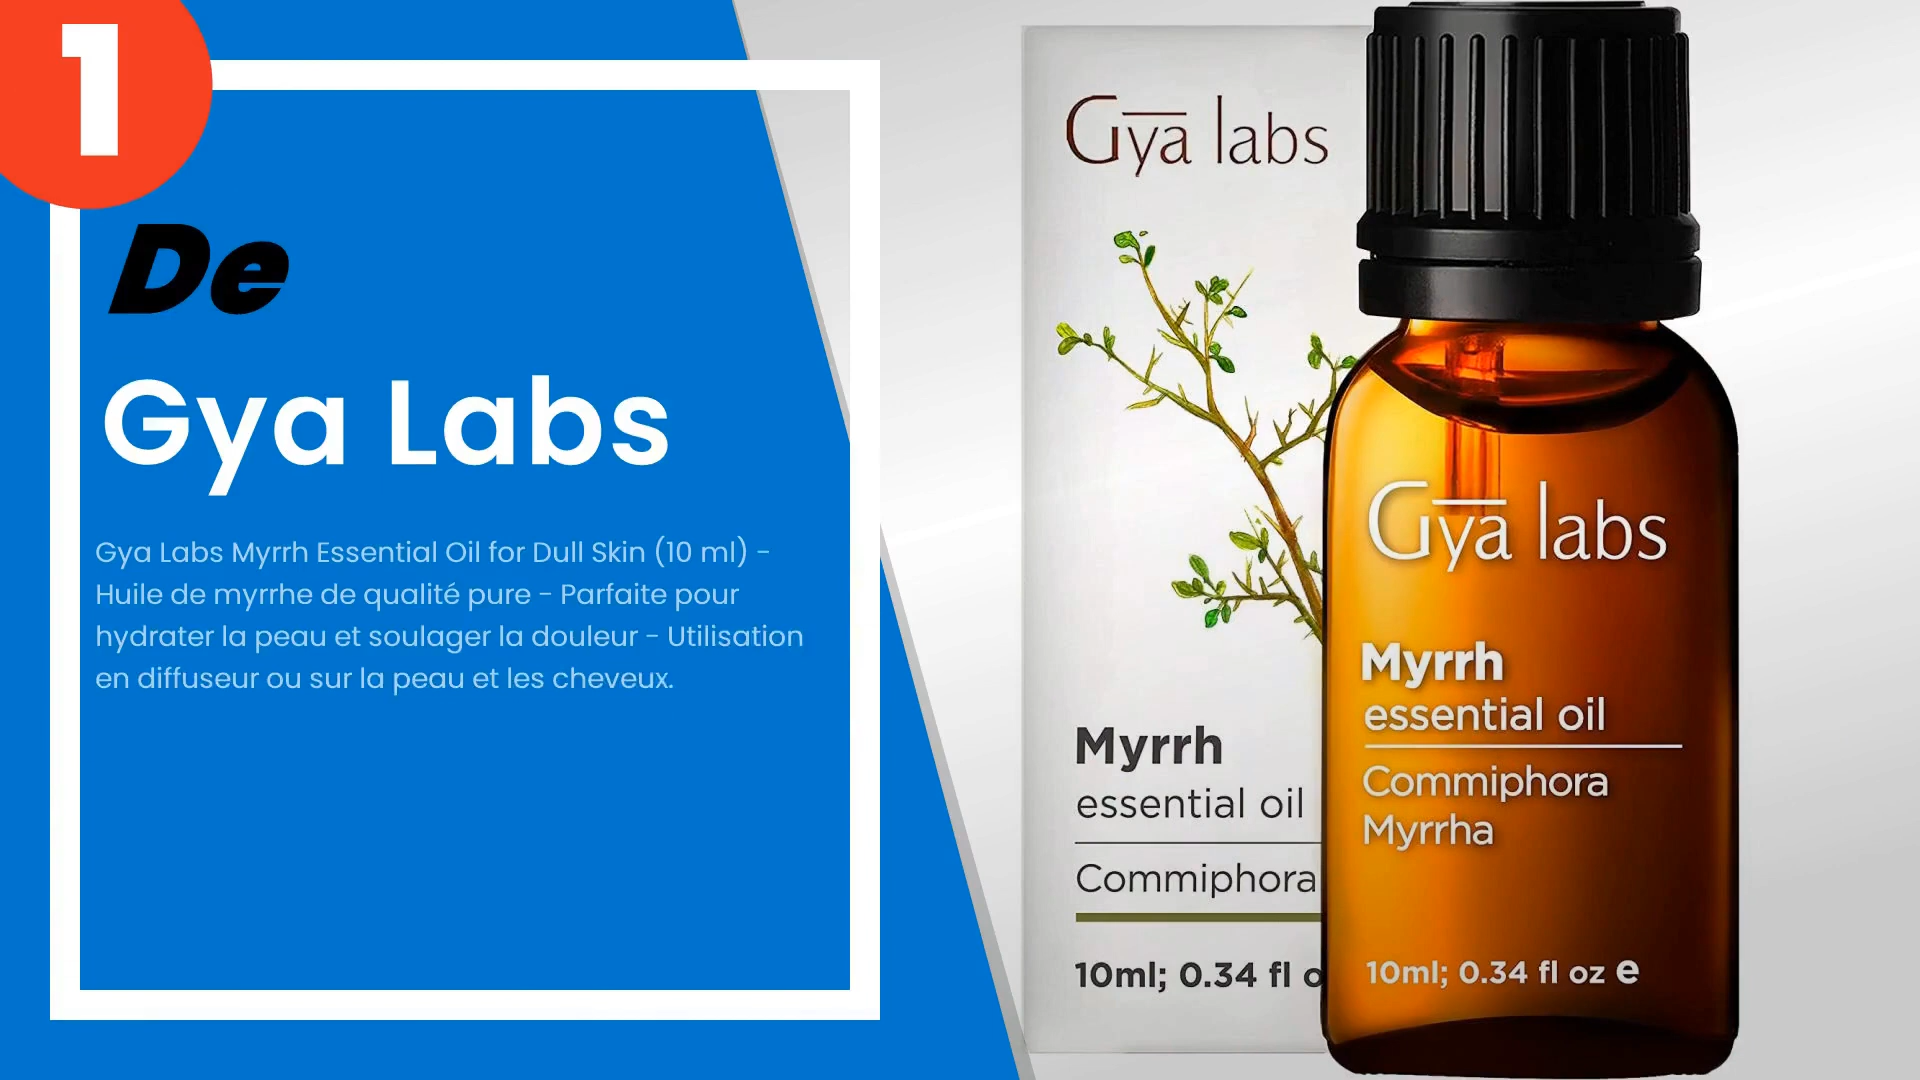 1
De
Gya Labs
Gya Labs Myrrh Essential Oil for Dull Skin (10 ml) -
Huile de myrrhe de qualité pure - Parfaite pour
hydrater la peau et soulager la douleur - Utilisation
en diffuseur ou sur la peau et les cheveux.
Gya labs
Myrrh
essential oil
Commiphora
10ml; 0.34 fl o
Gya labs
Myrrh
essential oil
Commiphora
Myrrha
10ml; 0.34 fl oz e